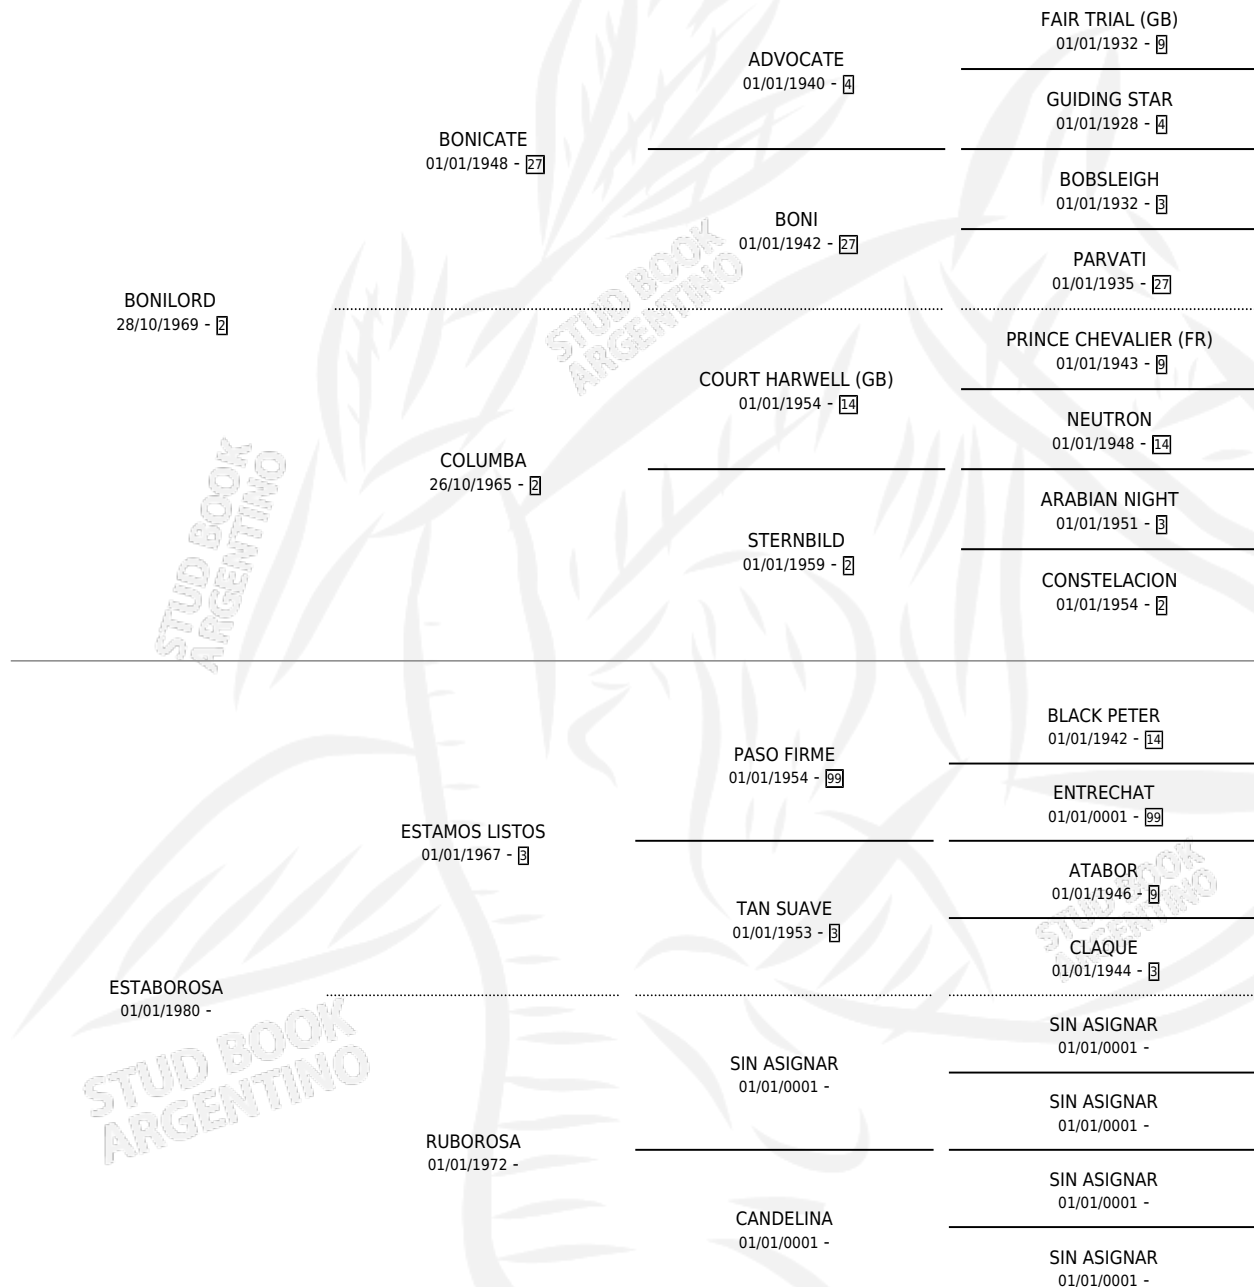 FAIR TRIAL (GB)
01/01/1932 - 9
ADVOCATE
01/01/1940 - 4
GUIDING STAR
01/01/1928 - 4
BONICATE
01/01/1948 - 27
BOBSLEIGH
01/01/1932 - 3
BONI
01/01/1942 - 27
PARVATI
01/01/1935 - 27
BONILORD
28/10/1969 - 2
PRINCE CHEVALIER (FR)
01/01/1943 - 9
COURT HARWELL (GB)
01/01/1954 - 14
NEUTRON
01/01/1948 - 14
COLUMBA
26/10/1965 - 2
ARABIAN NIGHT
01/01/1951 - 3
STERNBILD
01/01/1959 - 2
CONSTELACION
01/01/1954 - 2
BLACK PETER
01/01/1942 - 14
PASO FIRME
01/01/1954 - 99
ENTRECHAT
01/01/0001 - 99
ESTAMOS LISTOS
01/01/1967 - 3
ATABOR
01/01/1946 - 9
TAN SUAVE
01/01/1953 - 3
CLAQUE
01/01/1944 - 3
ESTABOROSA
01/01/1980 -
SIN ASIGNAR
01/01/0001 -
SIN ASIGNAR
01/01/0001 -
SIN ASIGNAR
01/01/0001 -
RUBOROSA
01/01/1972 -
SIN ASIGNAR
01/01/0001 -
CANDELINA
01/01/0001 -
SIN ASIGNAR
01/01/0001 -
STUD BOOK
ARGENTINO
STUD BOOK
ARGENTINO
STUD BOOK
ARGENTINO
STUD BOOK
ARGENTINO